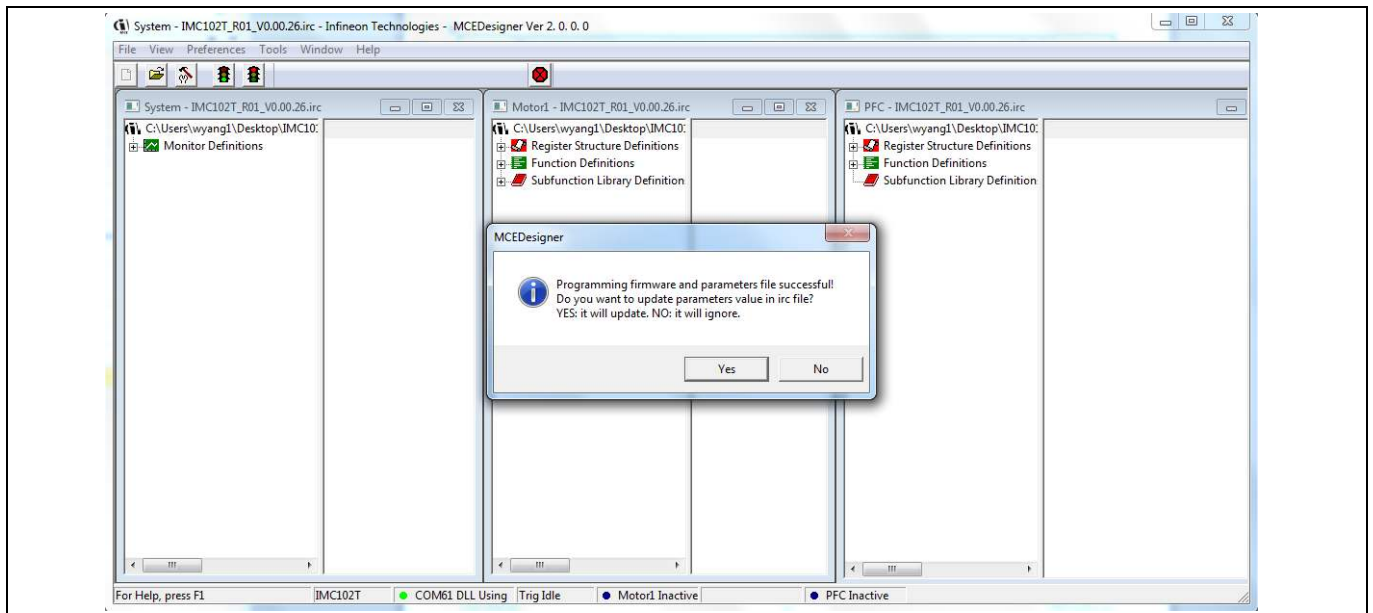 System - IMC102T_R01_V0.00.26.irc - Infineon Technologies - MCEDesigner Ver 2. 0. 0. 0
File View Preferences Tools Window Help
System - IMC102T_R01_V0.00.26.irc
Motor1 - IMC102T_R01_V0.00.26.irc
PFC - IMC102T_R01_V0.00.26.irc
C:\Users\wyang1\Desktop\IMC10:
Monitor Definitions
C:\Users\wyang1\Desktop\IMC10:
Register Structure Definitions
Function Definitions
Subfunction Library Definition
C:\Users\wyang1\Desktop\IMC10:
Register Structure Definitions
Function Definitions
Subfunction Library Definition
MCEDesigner
Programming firmware and parameters file successful!
Do you want to update parameters value in irc file?
YES: it will update. NO: it will ignore.
Yes No
For Help, press F1 IMC102T COM61 DLL Using Trig Idle Motor1 Inactive PFC Inactive